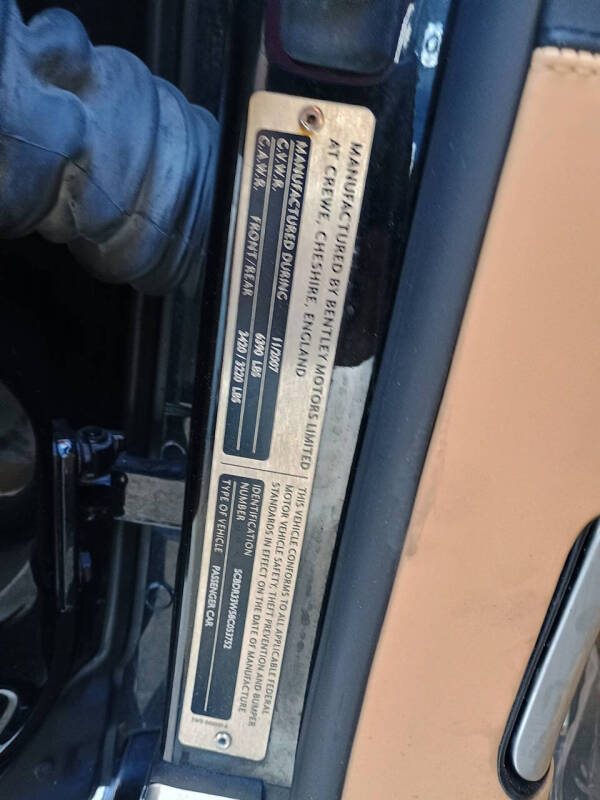 MANUFACTURED BY BENTLEY MOTORS LIMITED
AT CREWE, CHESHIRE, ENGLAND
MANUFACTURED DURING 11/2007
G.V.W.R. 6390 LBS
G.A.W.R. FRONT/REAR 3420 / 3220 LBS
THIS VEHICLE CONFORMS TO ALL APPLICABLE FEDERAL
MOTOR VEHICLE SAFETY, THEFT PREVENTION AND BUMPER
STANDARDS IN EFFECT ON THE DATE OF MANUFACTURE
IDENTIFICATION
NUMBER SCBDR33W58C053752
TYPE OF VEHICLE PASSENGER CAR